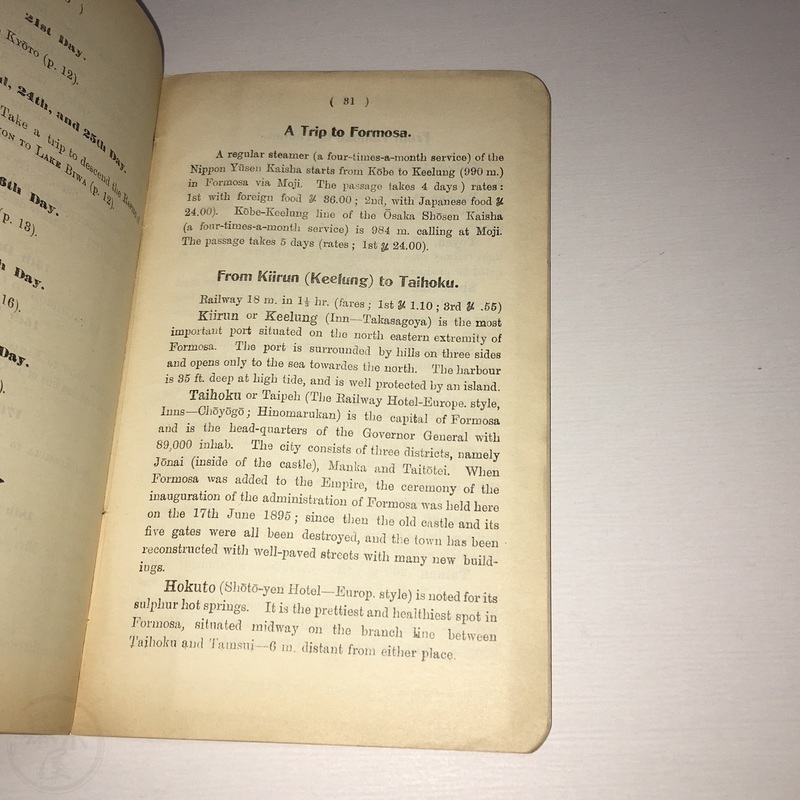 21st Day.
Kyōto (p. 12).
24th, and 25th Day.
Take a trip to descend the
to Lake Biwa (p. 12).
Day.
(p. 13).
Day.
16).
Day.
( 31 )
A Trip to Formosa.
A regular steamer (a four-times-a-month service) of the
Nippon Yūsen Kaisha starts from Kōbe to Keelung (990 m.)
in Formosa via Moji. The passage takes 4 days) rates:
1st with foreign food ¥ 36.00; 2nd, with Japanese food ¥
24.00). Kōbe-Keelung line of the Ōsaka Shōsen Kaisha
(a four-times-a-month service) is 984 m. calling at Moji.
The passage takes 5 days (rates; 1st ¥ 24.00).
From Kiirun (Keelung) to Taihoku.
Railway 18 m. in 1½ hr. (fares; 1st ¥ 1.10; 3rd ¥ .55)
Kiirun or Keelung (Inn—Takasagoya) is the most
important port situated on the north eastern extremity of
Formosa. The port is surrounded by hills on three sides
and opens only to the sea towardes the north. The harbour
is 35 ft. deep at high tide, and is well protected by an island.
Taihoku or Taipeh (The Railway Hotel-Europe. style,
Inns—Chōyōgō; Hinomarukan) is the capital of Formosa
and is the head-quarters of the Governor General with
89,000 inhab. The city consists of three districts, namely
Jōnai (inside of the castle), Manka and Taitōtei. When
Formosa was added to the Empire, the ceremony of the
inauguration of the administration of Formosa was held here
on the 17th June 1895; since then the old castle and its
five gates were all been destroyed, and the town has been
reconstructed with well-paved streets with many new build-
ings.
Hokuto (Shōtō-yen Hotel—Europ. style) is noted for its
sulphur hot springs. It is the prettiest and healthiest spot in
Formosa, situated midway on the branch line between
Taihoku and Tamsui—6 m. distant from either place.